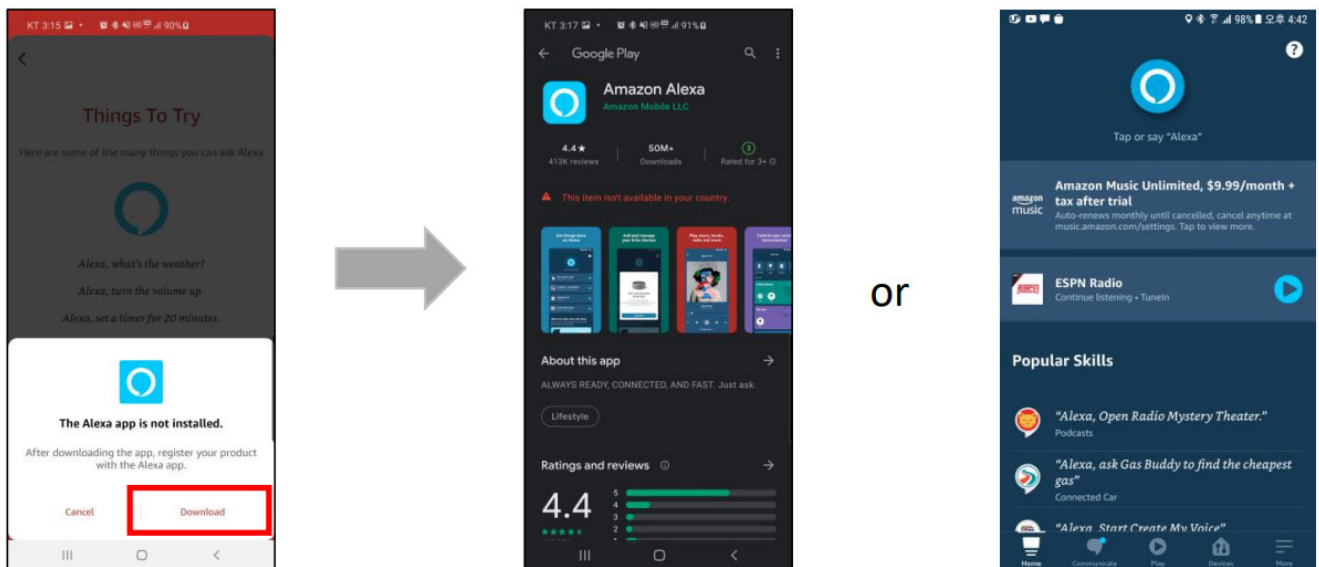 KT 3:15 90%
Things To Try
Here are some of the many things you can ask Alexa
Alexa, what's the weather?
Alexa, turn the volume up.
Alexa, set a timer for 20 minutes.
The Alexa app is not installed.
After downloading the app, register your product
with the Alexa app.
Cancel
Download
KT 3:17 91%
Google Play
Amazon Alexa
Amazon Mobile LLC
4.4★
413K reviews
50M+
Downloads
3
Rated for 3+
This item isn't available in your country.
About this app
ALWAYS READY, CONNECTED, AND FAST. Just ask.
Lifestyle
Ratings and reviews
4.4
5
4
3
2
or
98% 오후 4:42
?
Tap or say "Alexa"
amazon
music
Amazon Music Unlimited, $9.99/month +
tax after trial
Auto-renews monthly until cancelled, cancel anytime at
music.amazon.com/settings. Tap to view more.
ESPN Radio
Continue listening • TuneIn
Popular Skills
"Alexa, Open Radio Mystery Theater."
Podcasts
"Alexa, ask Gas Buddy to find the cheapest
gas"
Connected Car
"Alexa, Start Create My Voice"
Home
Communicate
Play
Devices
More